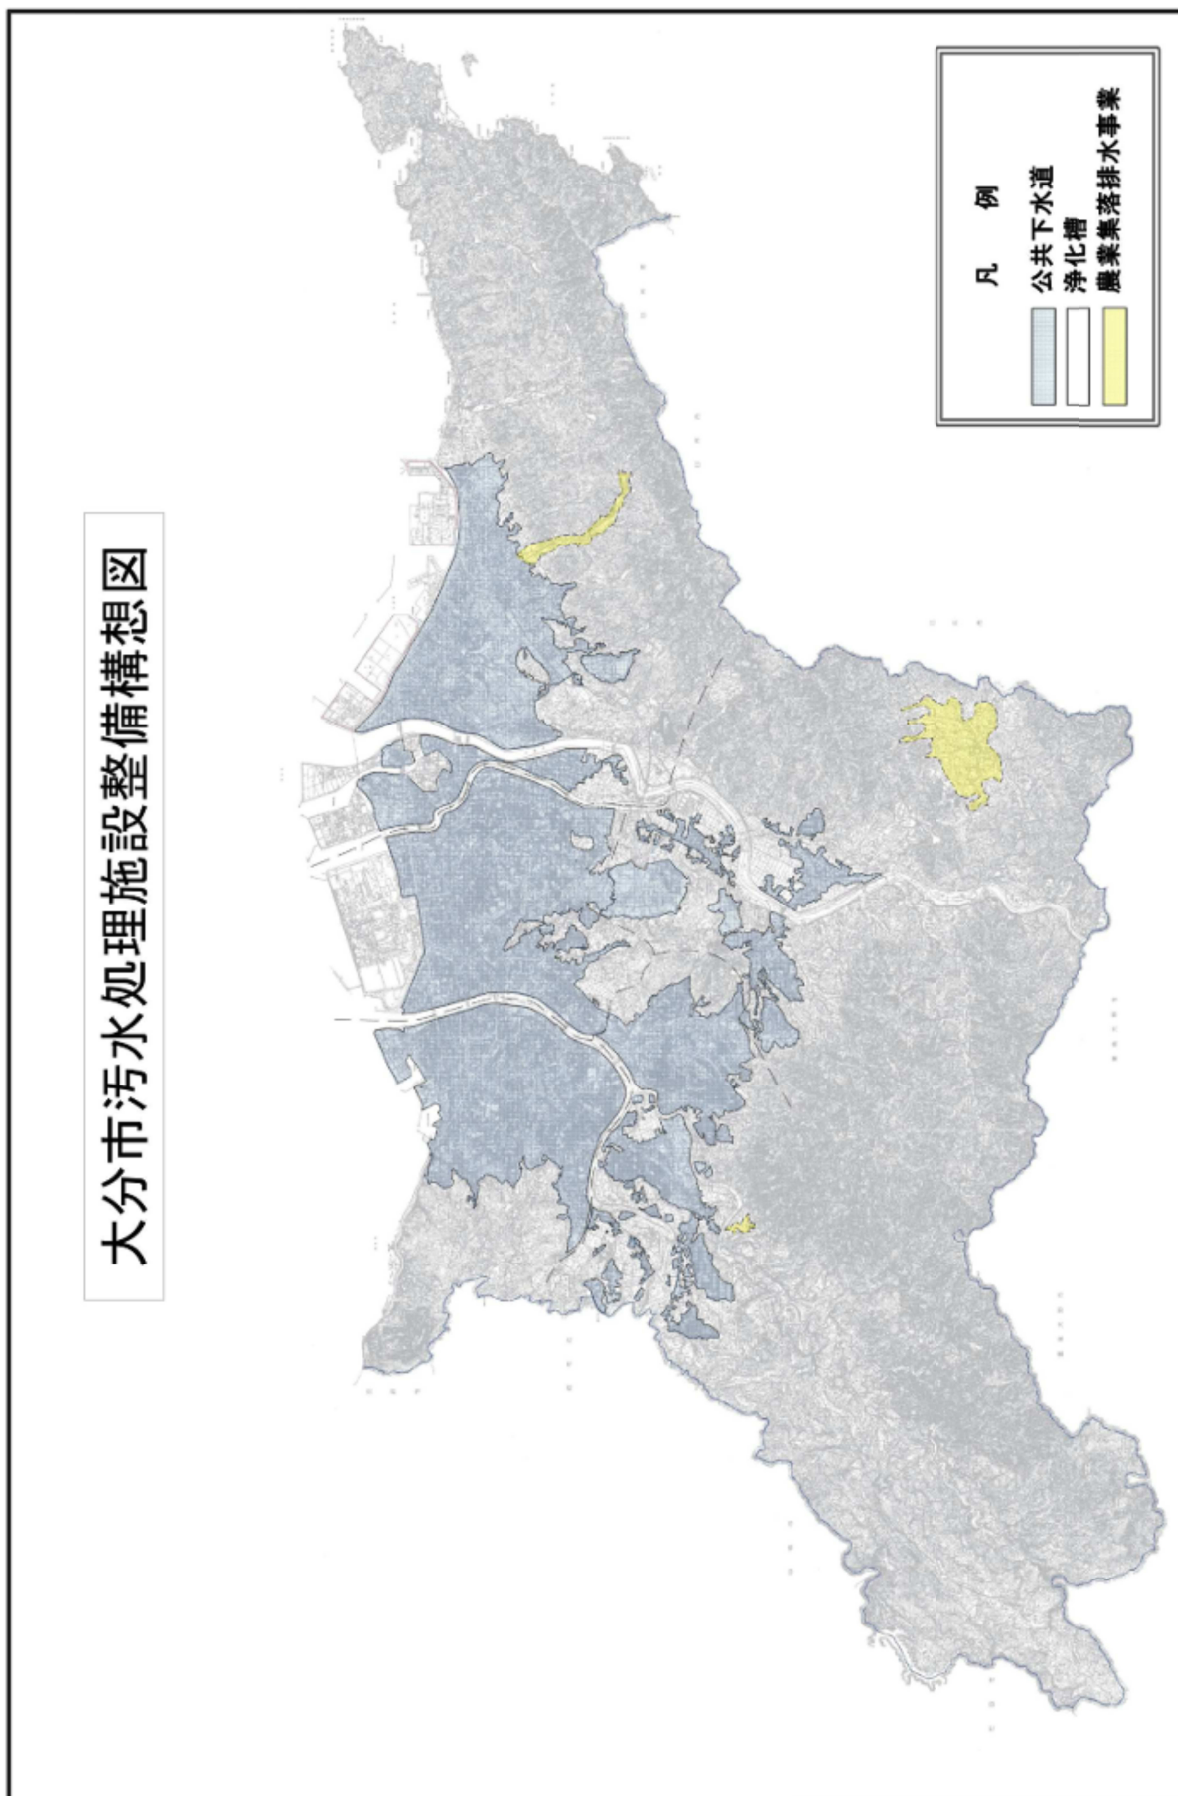 大分市汚水処理施設整備構想図
凡 例
公共下水道
浄化槽
農業集落排水事業